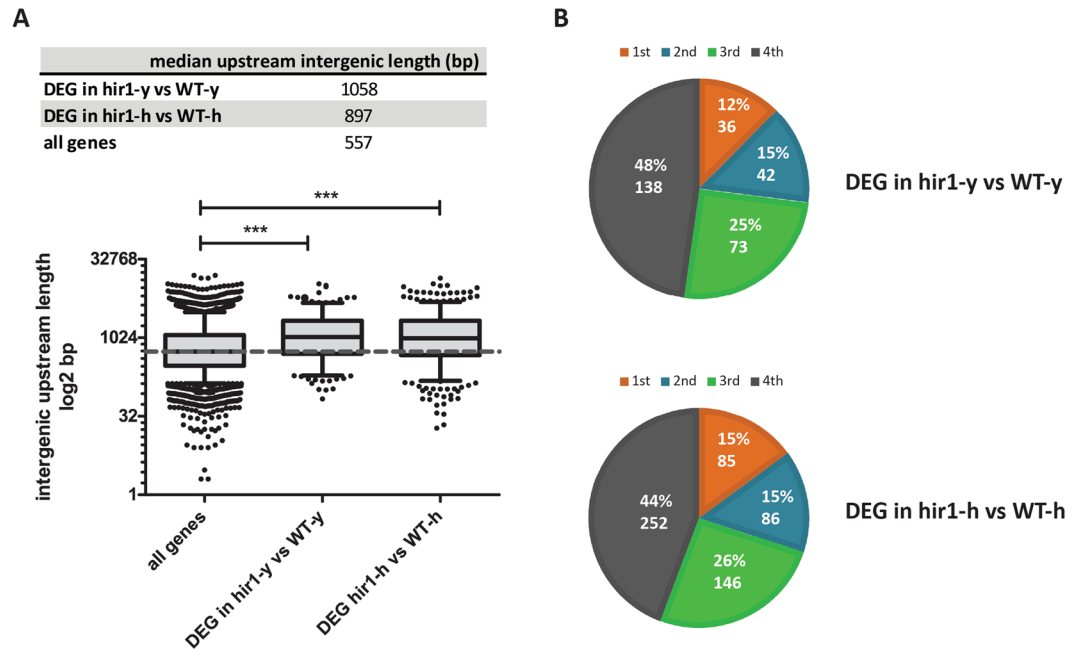 A
median upstream intergenic length (bp)
DEG in hir1-y vs WT-y 1058
DEG in hir1-h vs WT-h 897
all genes 557
***
***
intergenic upstream length
log2 bp
32768
1024
32
1
all genes
DEG in hir1-y vs WT-y
DEG hir1-h vs WT-h
B
1st 2nd 3rd 4th
12%
36
15%
42
25%
73
48%
138
DEG in hir1-y vs WT-y
1st 2nd 3rd 4th
15%
85
15%
86
26%
146
44%
252
DEG in hir1-h vs WT-h